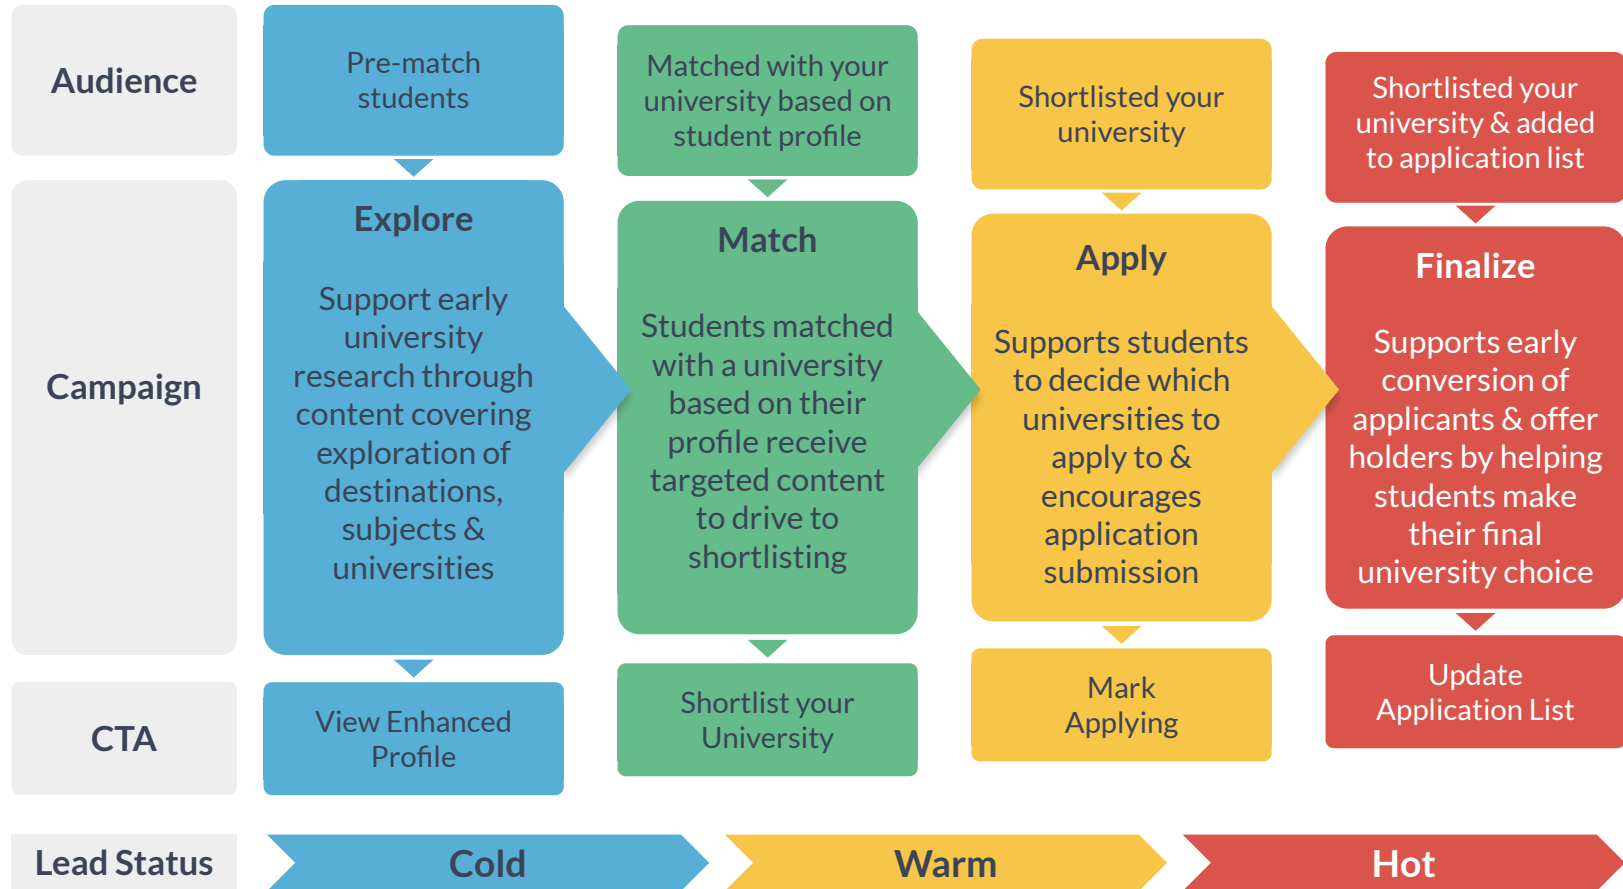 Audience
Pre-match
students
Matched with your
university based on
student profile
Shortlisted your
university
Shortlisted your
university & added
to application list
Campaign
Explore
Support early
university
research through
content covering
exploration of
destinations,
subjects &
universities
Match
Students matched
with a university
based on their
profile receive
targeted content
to drive to
shortlisting
Apply
Supports students
to decide which
universities to
apply to &
encourages
application
submission
Finalize
Supports early
conversion of
applicants & offer
holders by helping
students make
their final
university choice
CTA
View Enhanced
Profile
Shortlist your
University
Mark
Applying
Update
Application List
Lead Status
Cold
Warm
Hot